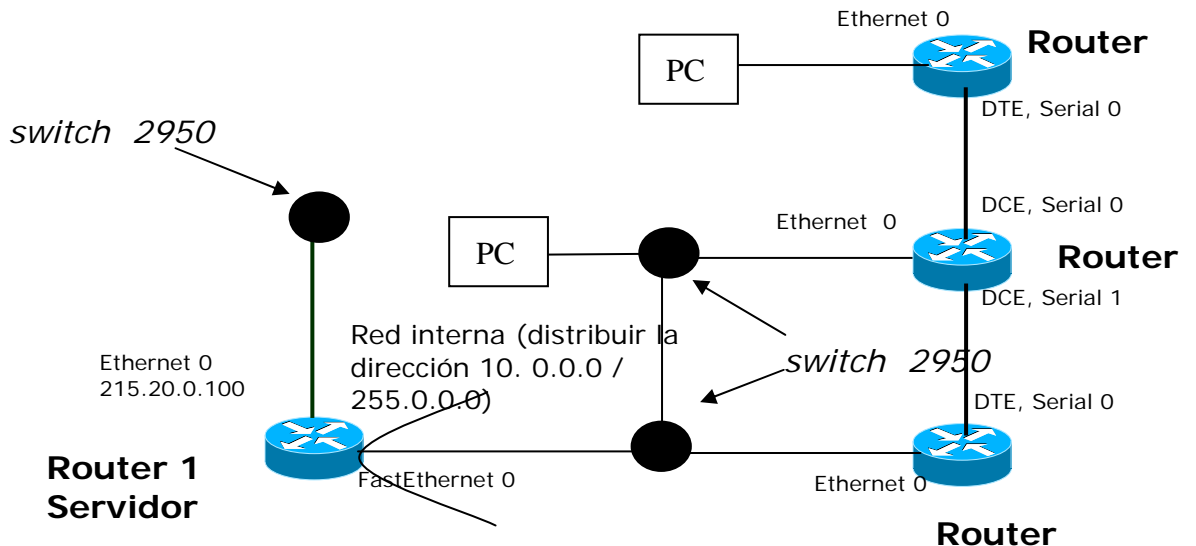 Ethernet 0
Router
PC
DTE, Serial 0
switch 2950
DCE, Serial 0
Ethernet 0
PC
Router
DCE, Serial 1
Red interna (distribuir la
dirección 10. 0.0.0 /
255.0.0.0)
switch 2950
Ethernet 0
215.20.0.100
DTE, Serial 0
Router 1
Servidor
FastEthernet 0
Ethernet 0
Router